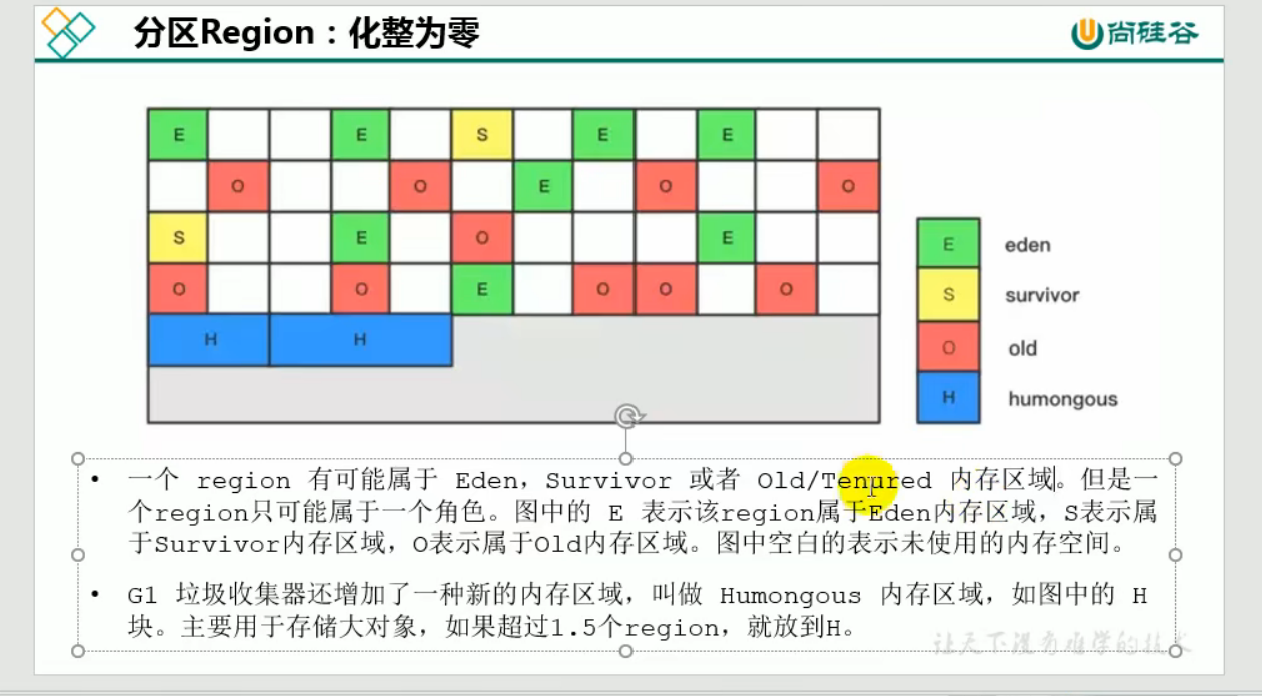 分区Region：化整为零
尚硅谷
E E S E E
O O E O O
S E O E
O O E O O O
H H
E eden
S survivor
O old
H humongous
• 一个 region 有可能属于 Eden，Survivor 或者 Old/Tenured 内存区域。但是一
个region只可能属于一个角色。图中的 E 表示该region属于Eden内存区域，S表示属
于Survivor内存区域，O表示属于Old内存区域。图中空白的表示未使用的内存空间。
• G1 垃圾收集器还增加了一种新的内存区域，叫做 Humongous 内存区域，如图中的 H
块。主要用于存储大对象，如果超过1.5个region，就放到H。
让天下没有难学的技术